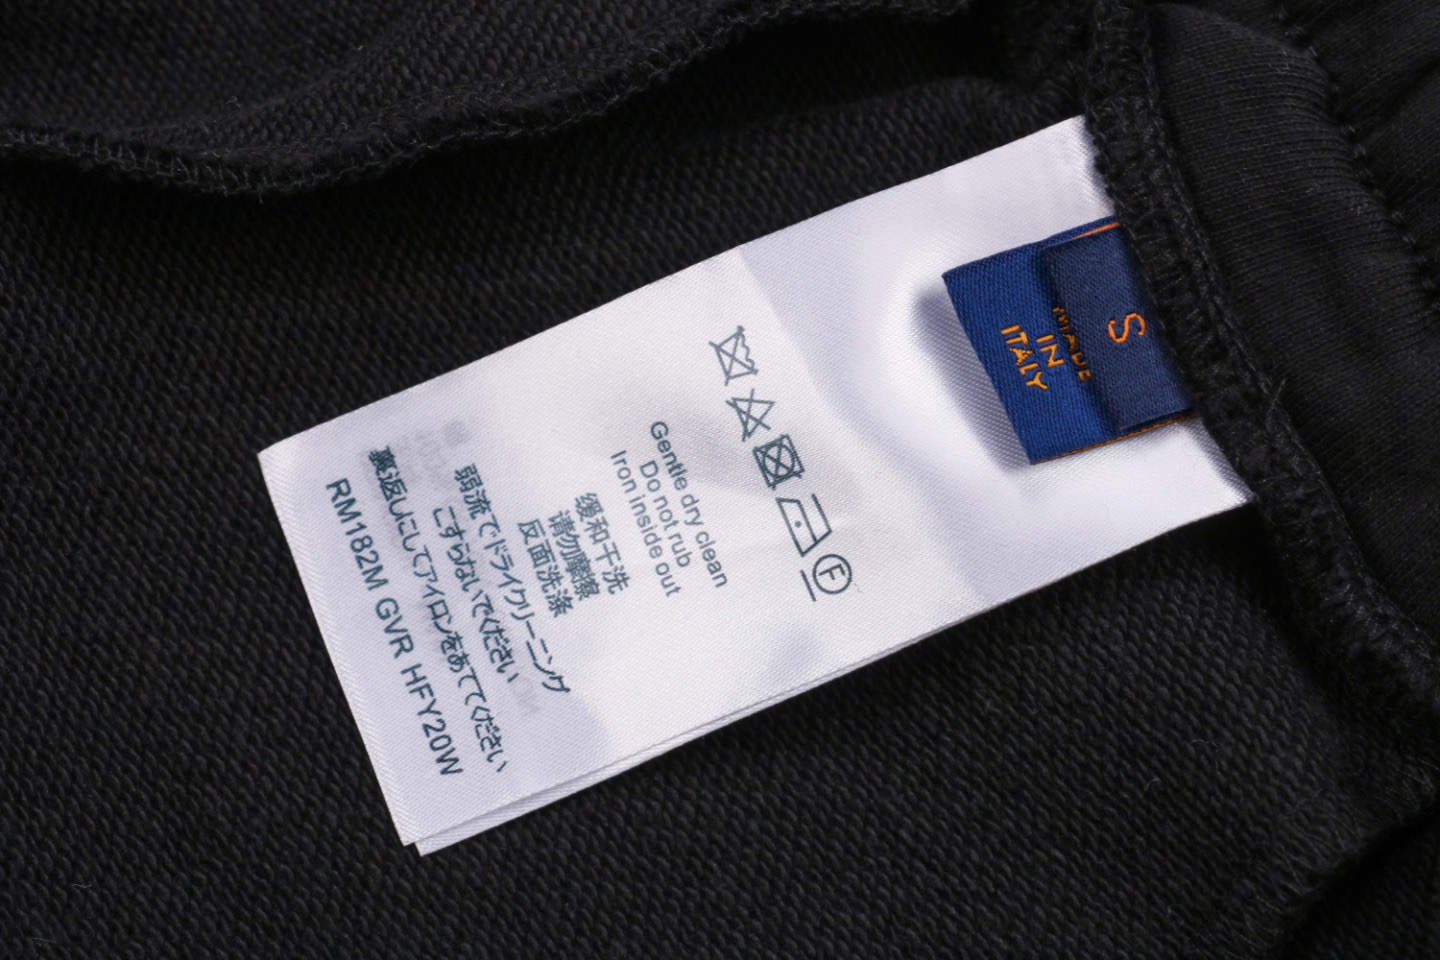 S
MADE
IN
ITALY
F
Gentle dry clean
Do not rub
Iron inside out
缓和干洗
请勿摩擦
反面洗涤
弱流でドライクリーニング
こすらないでください
裏返しにしてアイロンをあててください
RM182M GVR HFY20W